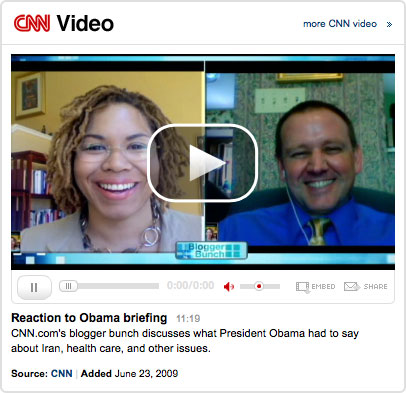 CNN Video
more CNN video »
Blogger
Bunch
0:00/0:00
EMBED
SHARE
Reaction to Obama briefing 11:19
CNN.com's blogger bunch discusses what President Obama had to say
about Iran, health care, and other issues.
Source: CNN | Added June 23, 2009